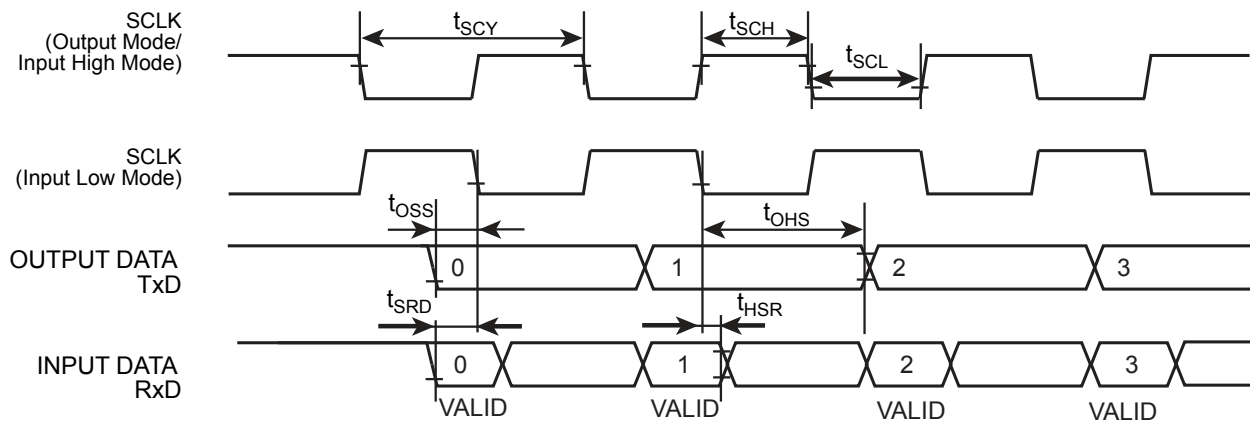 SCLK
(Output Mode/
Input High Mode)
tSCY
tSCH
tSCL
SCLK
(Input Low Mode)
tOSS
tOHS
OUTPUT DATA
TxD
0
1
2
3
tSRD
tHSR
INPUT DATA
RxD
0
1
2
3
VALID
VALID
VALID
VALID